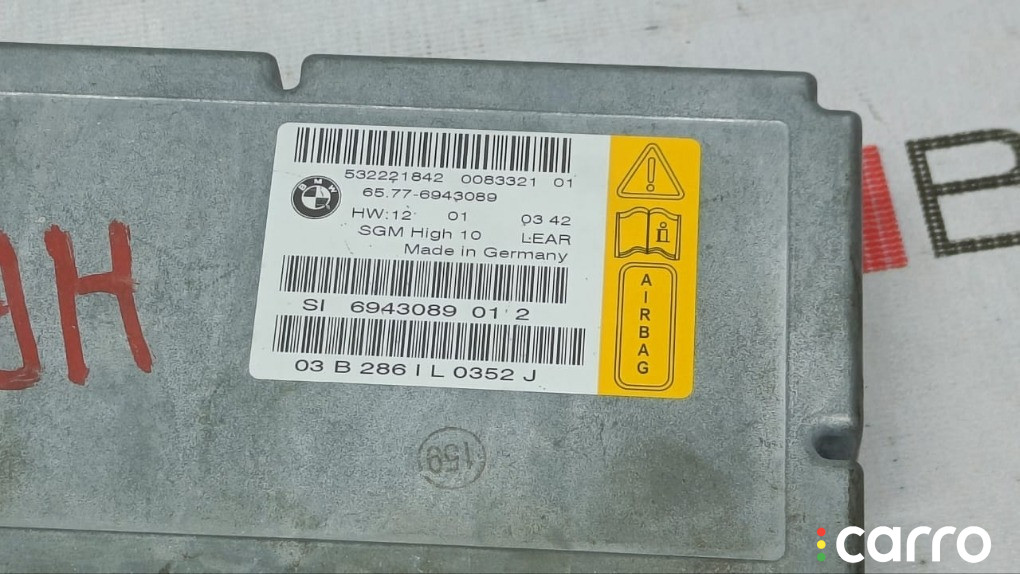 532221842 0083321 01
65.77-6943089
BMW
HW:12 01 03 42
SGM High 10 LEAR
Made in Germany
SI 6943089 01 2
03 B 286 I L 0352 J
AIRBAG
159
carro